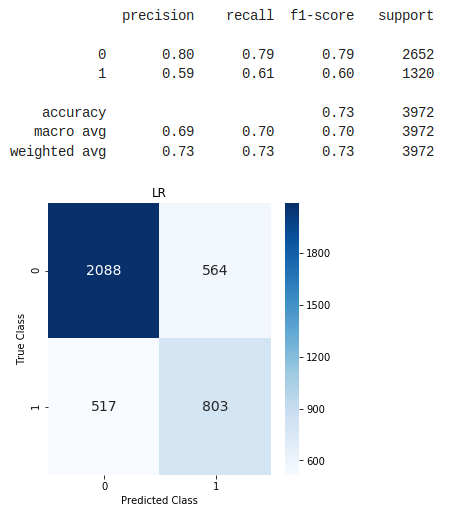 precision recall f1-score support
0 0.80 0.79 0.79 2652
1 0.59 0.61 0.60 1320
accuracy 0.73 3972
macro avg 0.69 0.70 0.70 3972
weighted avg 0.73 0.73 0.73 3972
LR
0 2088 564
1 517 803
0 1
True Class
Predicted Class
1800
1500
1200
900
600